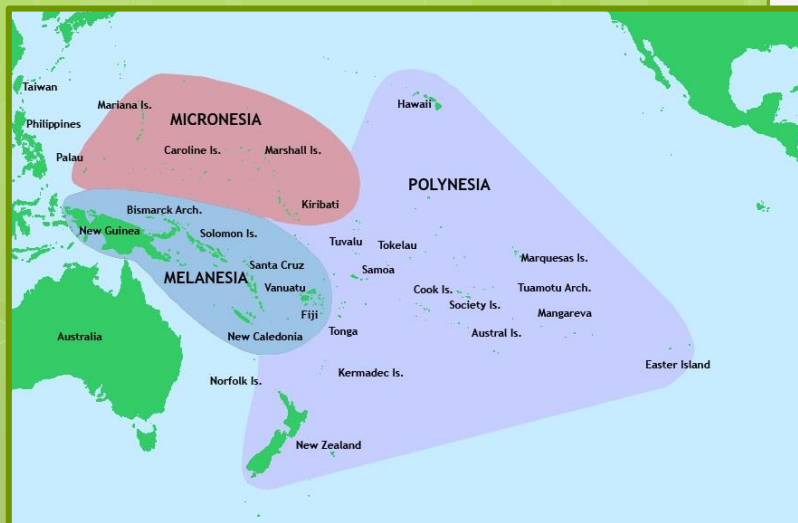 Taiwan
Philippines
Palau
Mariana Is.
MICRONESIA
Caroline Is.
Marshall Is.
Kiribati
Hawaii
POLYNESIA
Bismarck Arch.
New Guinea
Solomon Is.
Santa Cruz
MELANESIA
Vanuatu
Fiji
New Caledonia
Tuvalu
Tokelau
Samoa
Marquesas Is.
Cook Is.
Tuamotu Arch.
Society Is.
Mangareva
Austral Is.
Tonga
Australia
Norfolk Is.
Kermadec Is.
Easter Island
New Zealand